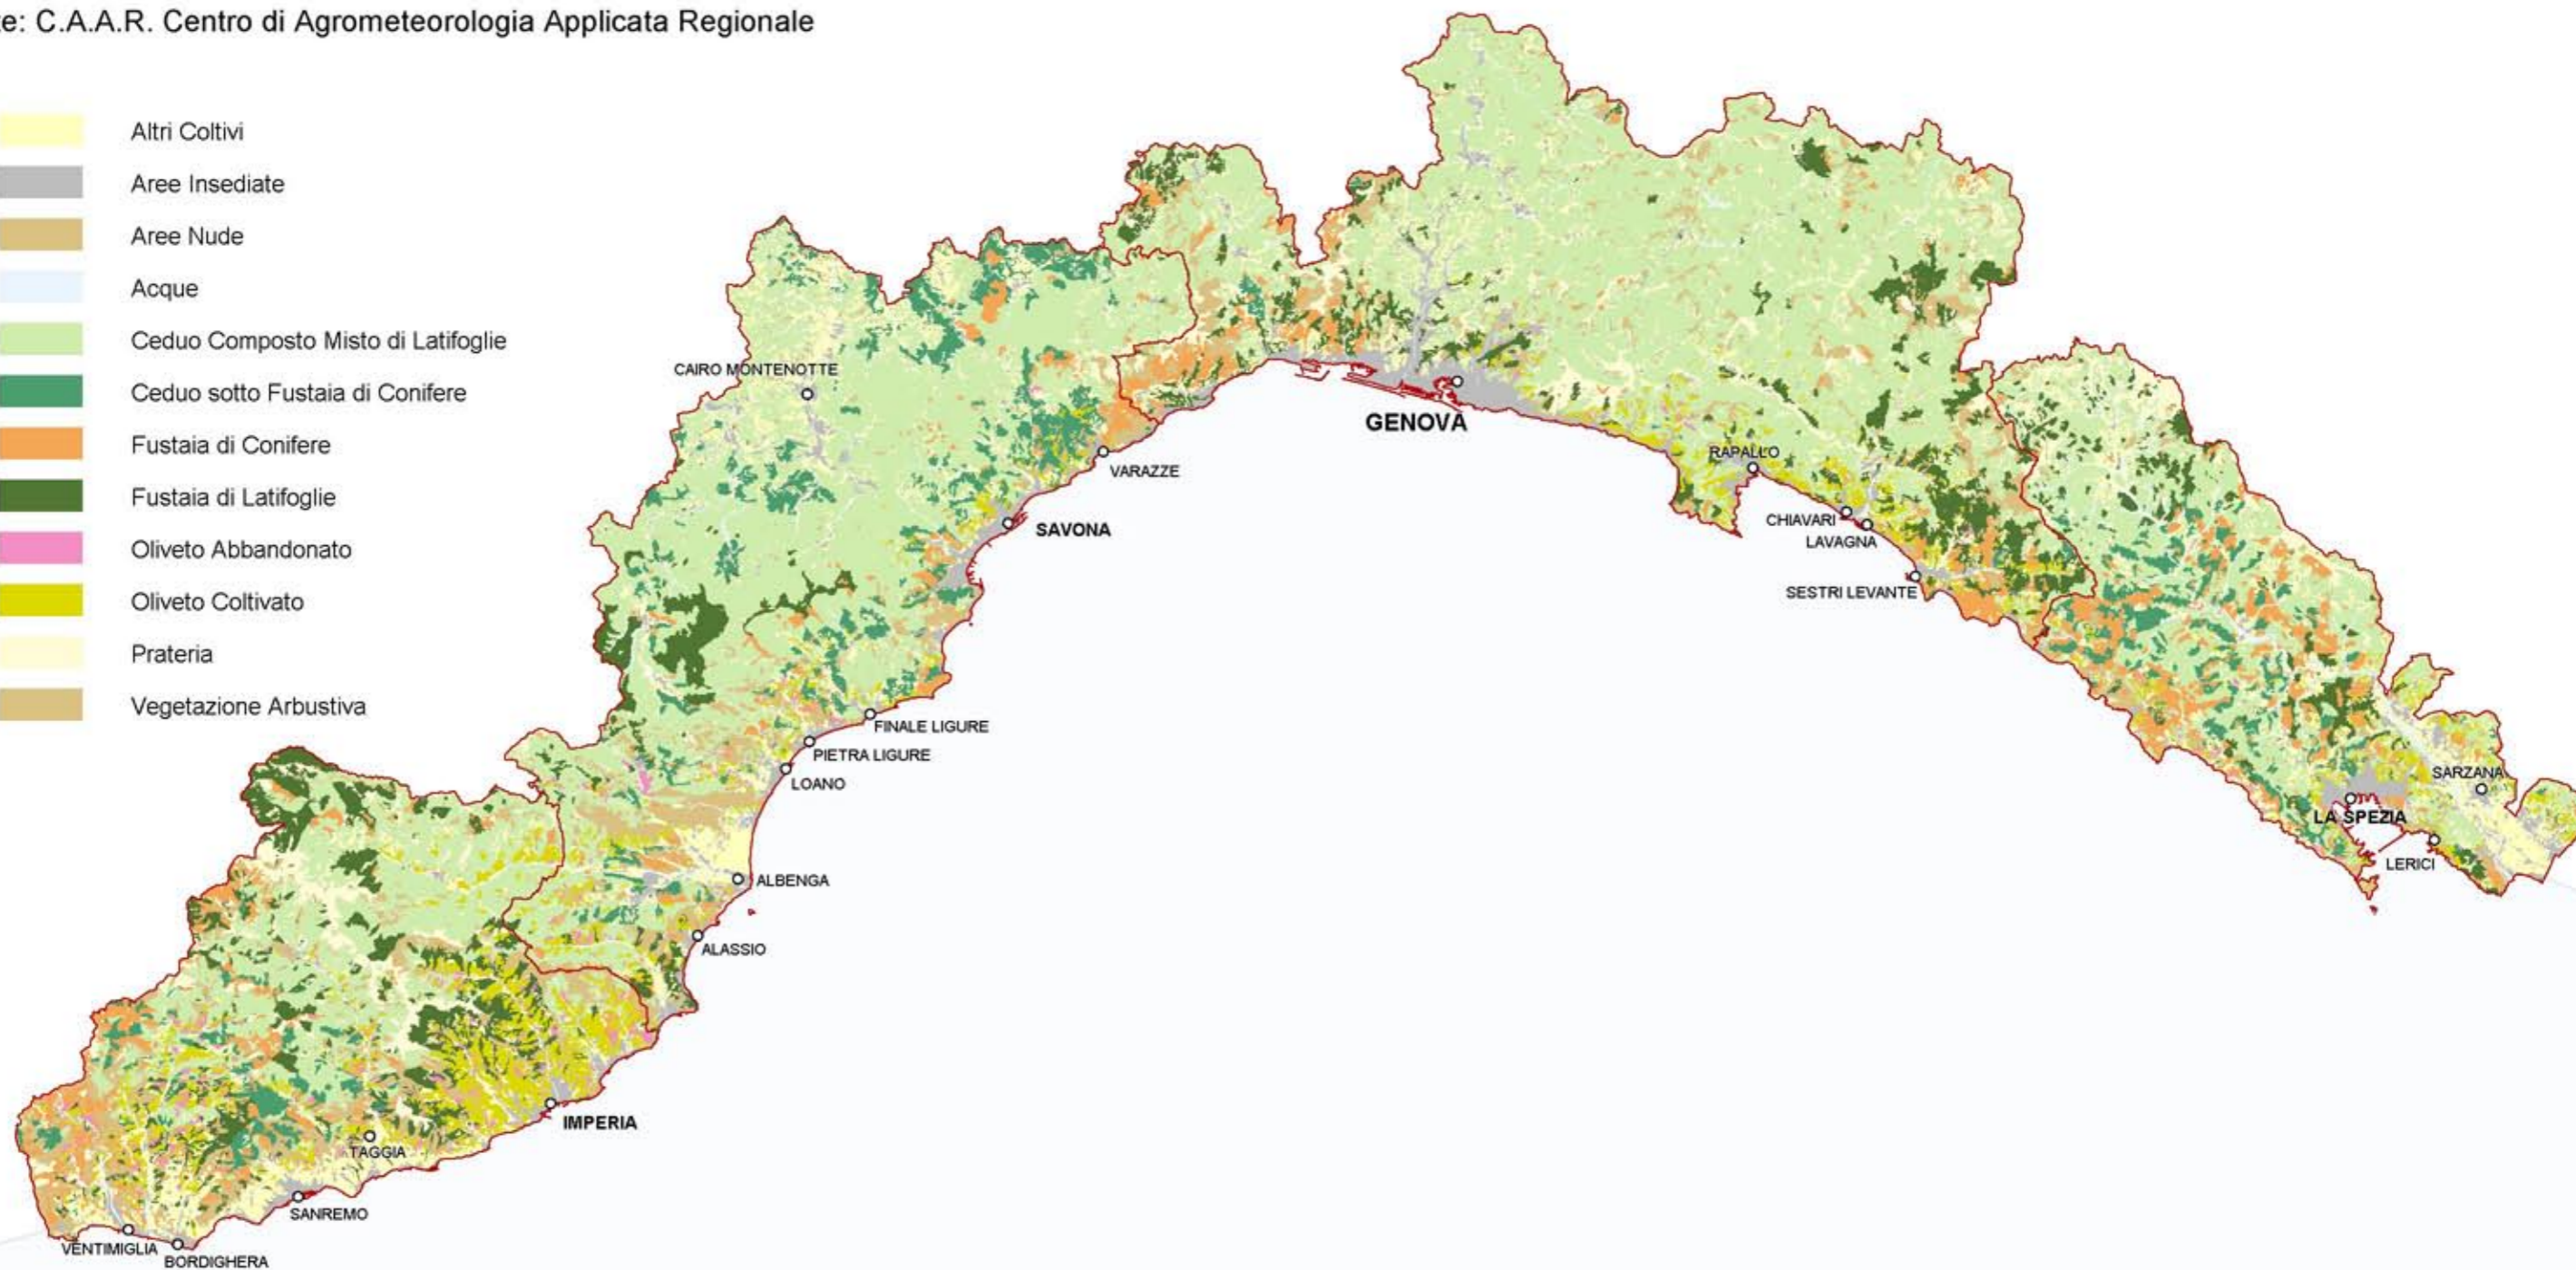 e: C.A.A.R. Centro di Agrometeorologia Applicata Regionale
Altri Coltivi
Aree Insediate
Aree Nude
Acque
Ceduo Composto Misto di Latifoglie
Ceduo sotto Fustaia di Conifere
Fustaia di Conifere
Fustaia di Latifoglie
Oliveto Abbandonato
Oliveto Coltivato
Prateria
Vegetazione Arbustiva
CAIRO MONTENOTTE
GENOVA
RAPALLO
VARAZZE
CHIAVARI
SAVONA
LAVAGNA
SESTRI LEVANTE
FINALE LIGURE
PIETRA LIGURE
LOANO
SARZANA
LA SPEZIA
LERICI
ALBENGA
ALASSIO
IMPERIA
TAGGIA
SANREMO
VENTIMIGLIA
BORDIGHERA